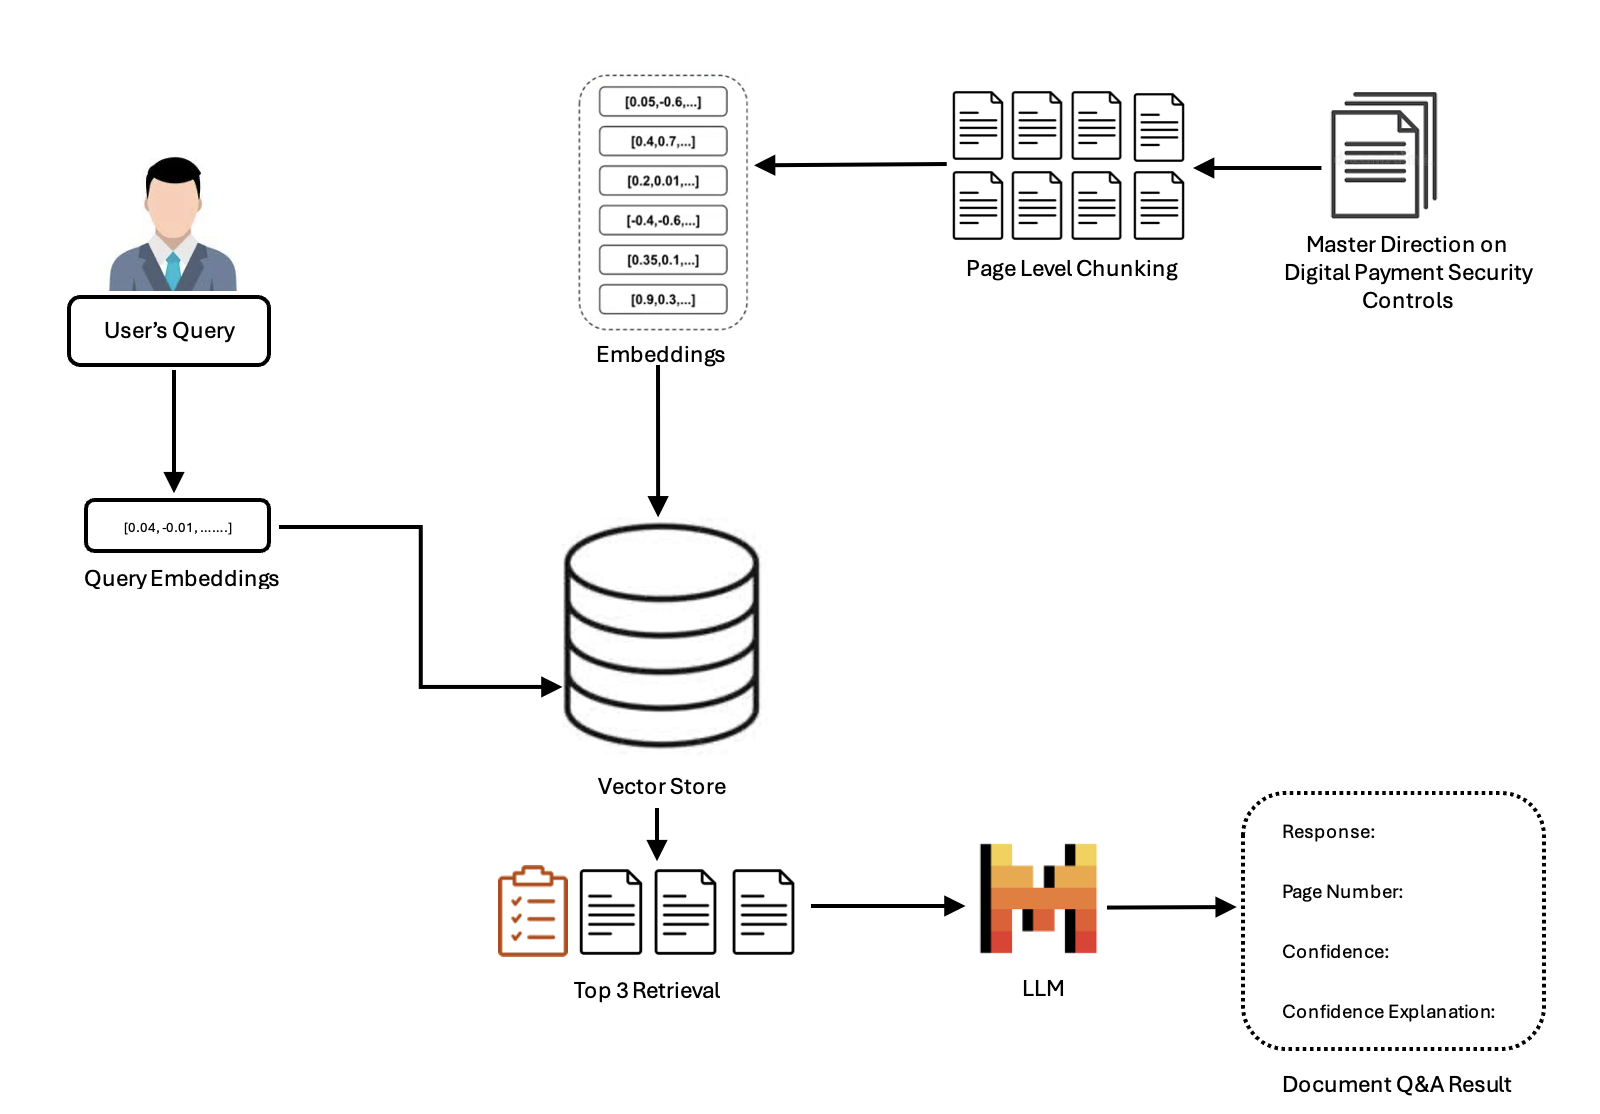 [0.05,-0.6,...]
[0.4,0.7,...]
[0.2,0.01,...]
[-0.4,-0.6,...]
[0.35,0.1,...]
[0.9,0.3,...]
Embeddings
Page Level Chunking
Master Direction on
Digital Payment Security
Controls
User’s Query
[0.04, -0.01, .......]
Query Embeddings
Vector Store
Top 3 Retrieval
LLM
Response:
Page Number:
Confidence:
Confidence Explanation:
Document Q&A Result